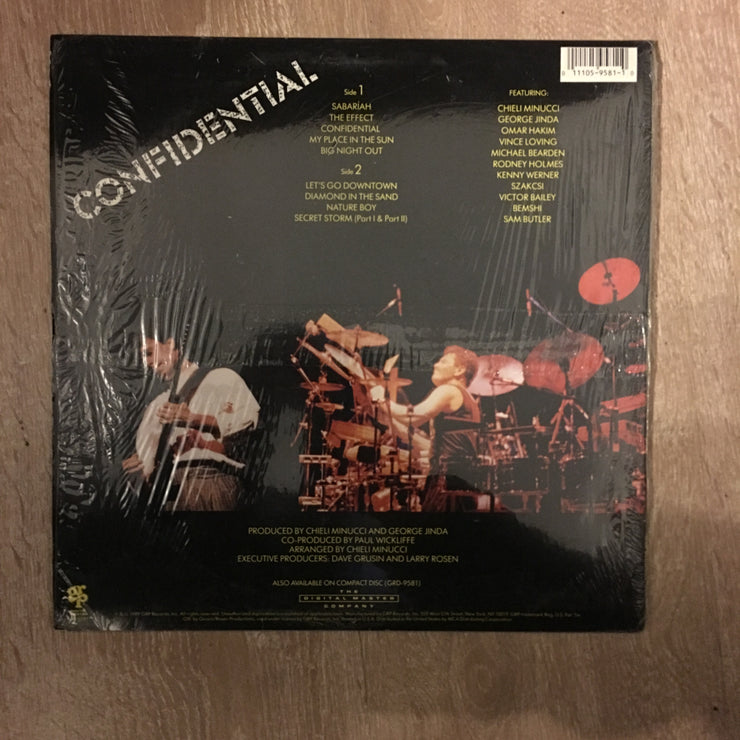 CONFIDENTIAL
Side 1
SABARÍAH
THE EFFECT
CONFIDENTIAL
MY PLACE IN THE SUN
BIG NIGHT OUT
Side 2
LET'S GO DOWNTOWN
DIAMOND IN THE SAND
NATURE BOY
SECRET STORM (Part I & Part II)
0 11105-9581-1 0
FEATURING:
CHIELI MINUCCI
GEORGE JINDA
OMAR HAKIM
VINCE LOVING
MICHAEL BEARDEN
RODNEY HOLMES
KENNY WERNER
SZAKCSI
VICTOR BAILEY
BEMSHI
SAM BUTLER
PRODUCED BY CHIELI MINUCCI AND GEORGE JINDA
CO-PRODUCED BY PAUL WICKLIFFE
ARRANGED BY CHIELI MINUCCI
EXECUTIVE PRODUCERS: DAVE GRUSIN AND LARRY ROSEN
ALSO AVAILABLE ON COMPACT DISC (GRD-9581)
THE
DIGITAL MASTER
COMPANY
GRP